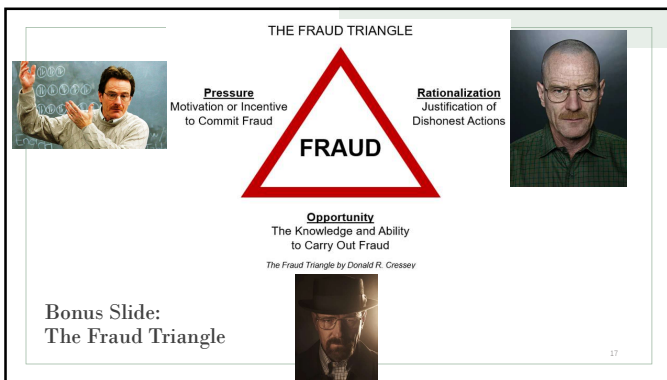 THE FRAUD TRIANGLE
Pressure
Motivation or Incentive
to Commit Fraud
Rationalization
Justification of
Dishonest Actions
FRAUD
Opportunity
The Knowledge and Ability
to Carry Out Fraud
The Fraud Triangle by Donald R. Cressey
Bonus Slide:
The Fraud Triangle
17